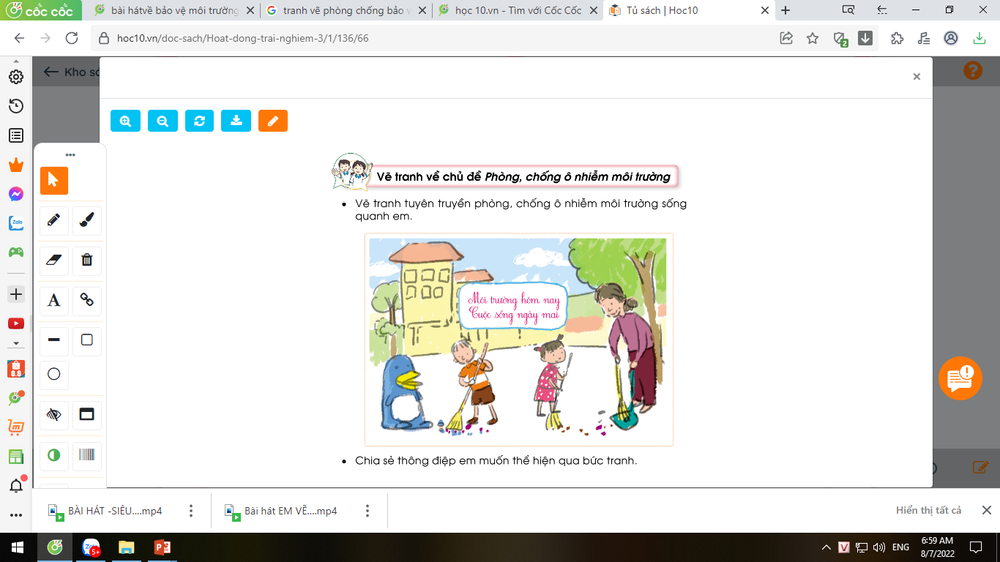 cốc cốc
bài hátvề bảo vệ môi trường
tranh vẽ phòng chống bảo v
học 10.vn - Tìm với Cốc Cốc
Tủ sách | Hoc10
hoc10.vn/doc-sach/Hoat-dong-trai-nghiem-3/1/136/66
2
Kho sá
×
?
Vẽ tranh về chủ đề Phòng, chống ô nhiễm môi trường
• Vẽ tranh tuyên truyền phòng, chống ô nhiễm môi trường sống
quanh em.
Môi trường hôm nay
Cuộc sống ngày mai
• Chia sẻ thông điệp em muốn thể hiện qua bức tranh.
Zalo
A
8.8
BÀI HÁT -SIÊU....mp4
Bài hát EM VẼ....mp4
Hiển thị tất cả
Zalo
5+
V
ENG
6:59 AM
8/7/2022